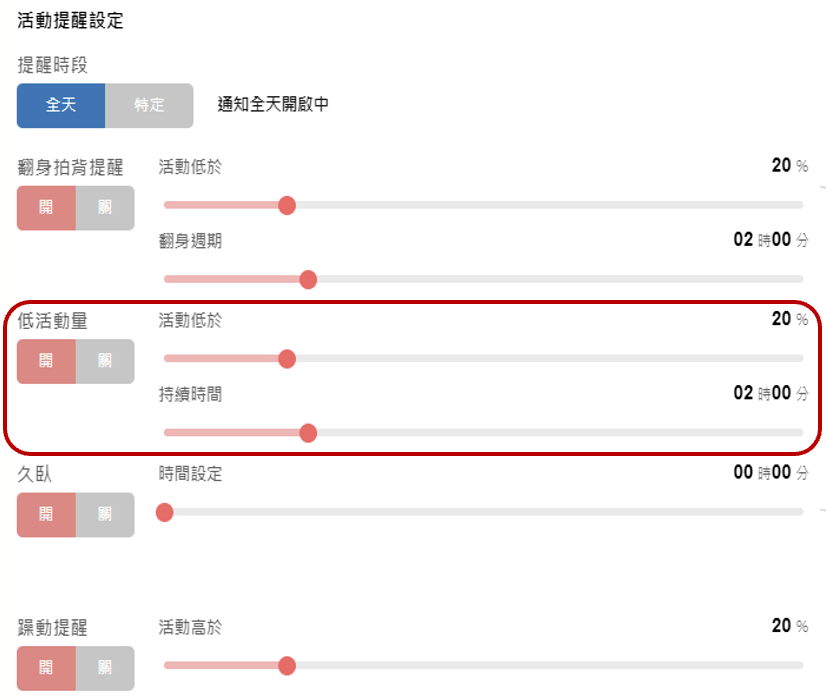 活動提醒設定
提醒時段
全天 特定 通知全天開啟中
翻身拍背提醒 活動低於 20 %
開 關
翻身週期 02 時00 分
低活動量 活動低於 20 %
開 關
持續時間 02 時00 分
久臥 時間設定 00 時00 分
開 關
躁動提醒 活動高於 20 %
開 關